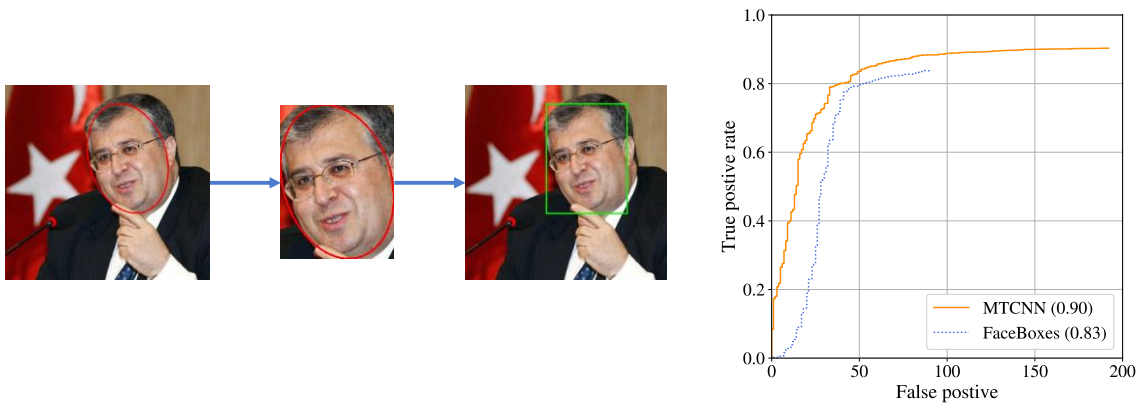 1.0
0.8
0.6
0.4
0.2
0.0
True postive rate
0
50
100
150
200
False postive
MTCNN (0.90)
FaceBoxes (0.83)